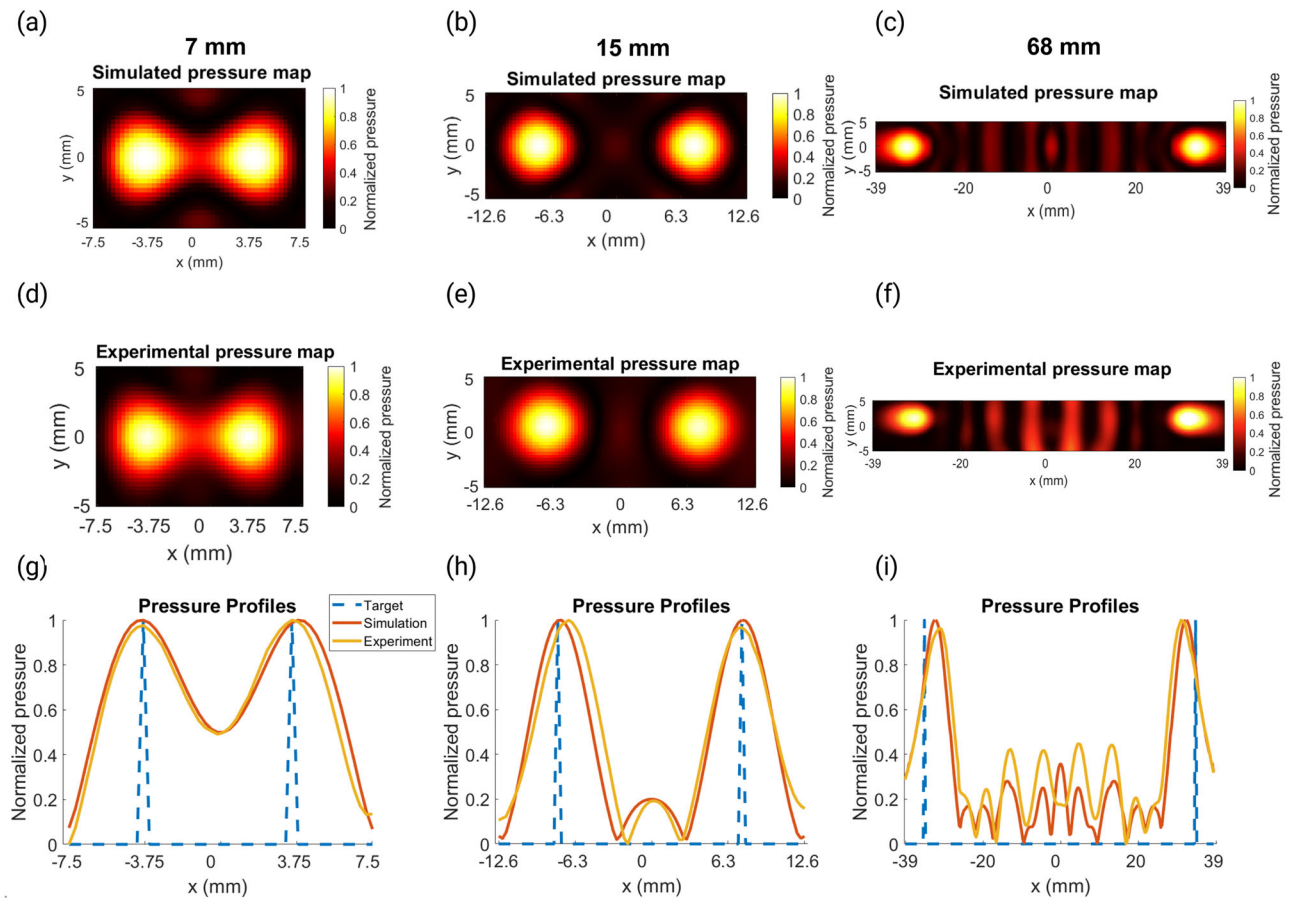 (a)
7 mm
Simulated pressure map
y (mm)
5
0
-5
-7.5 -3.75 0 3.75 7.5
x (mm)
1
0.8
0.6
0.4
0.2
0
Normalized pressure
(b)
15 mm
Simulated pressure map
y (mm)
5
0
-5
-12.6 -6.3 0 6.3 12.6
x (mm)
1
0.8
0.6
0.4
0.2
0
Normalized pressure
(c)
68 mm
Simulated pressure map
y (mm)
5
0
-5
-39 -20 0 20 39
x (mm)
1
0.8
0.6
0.4
0.2
0
Normalized pressure
(d)
Experimental pressure map
y (mm)
5
0
-5
-7.5 -3.75 0 3.75 7.5
x (mm)
1
0.8
0.6
0.4
0.2
0
Normalized pressure
(e)
Experimental pressure map
y (mm)
5
0
-5
-12.6 -6.3 0 6.3 12.6
x (mm)
1
0.8
0.6
0.4
0.2
0
Normalized pressure
(f)
Experimental pressure map
y (mm)
5
0
-5
-39 -20 0 20 39
x (mm)
1
0.8
0.6
0.4
0.2
0
Normalized pressure
(g)
Pressure Profiles
Target
Simulation
Experiment
Normalized pressure
1
0.8
0.6
0.4
0.2
0
-7.5 -3.75 0 3.75 7.5
x (mm)
(h)
Pressure Profiles
Normalized pressure
1
0.8
0.6
0.4
0.2
0
-12.6 -6.3 0 6.3 12.6
x (mm)
(i)
Pressure Profiles
Normalized pressure
1
0.8
0.6
0.4
0.2
0
-39 -20 0 20 39
x (mm)